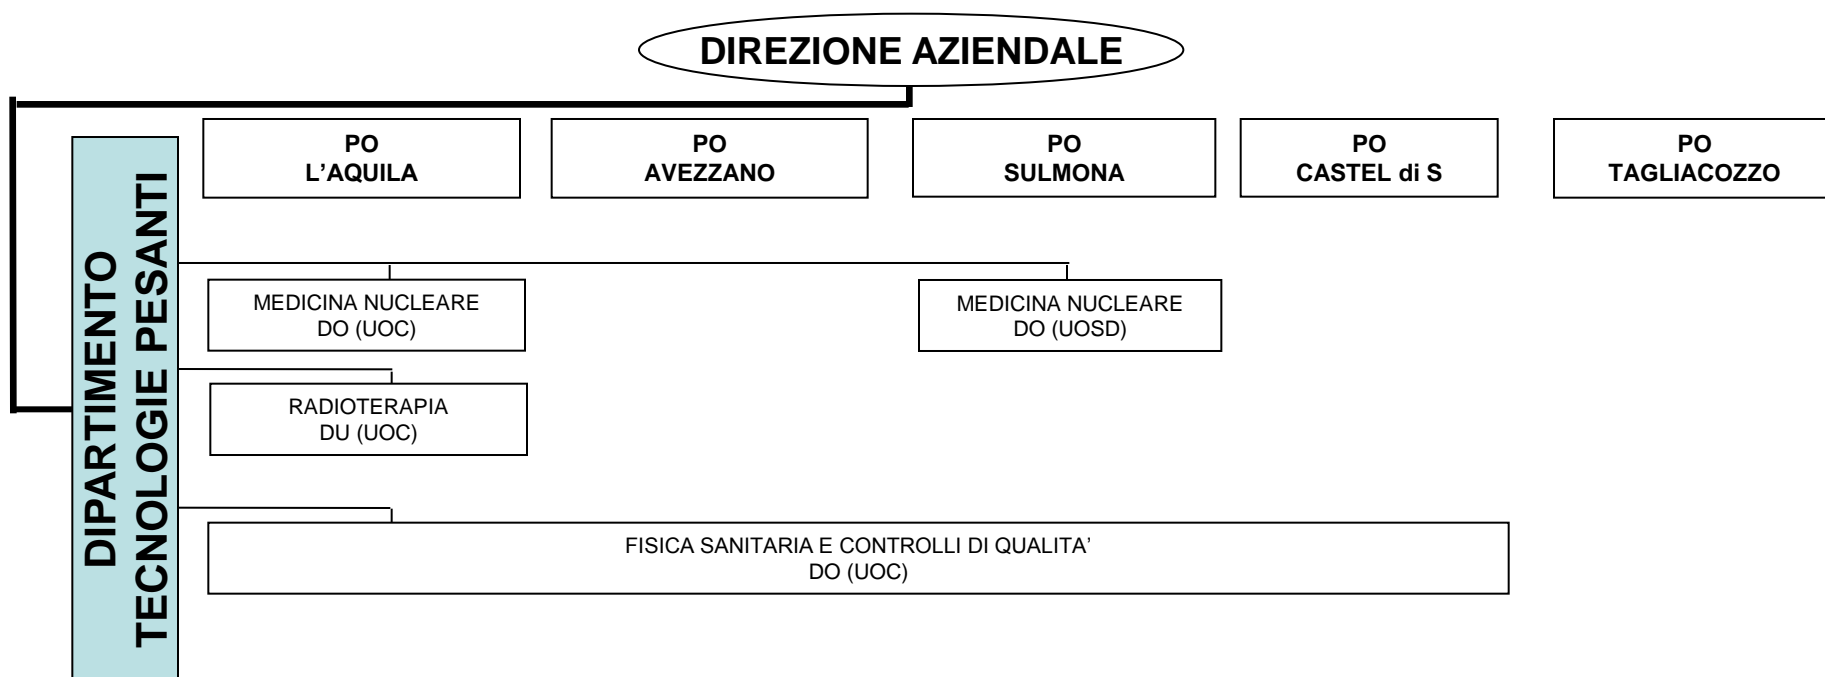 DIREZIONE AZIENDALE
PO
L'AQUILA
PO
AVEZZANO
PO
SULMONA
PO
CASTEL di S
PO
TAGLIACOZZO
DIPARTIMENTO
TECNOLOGIE PESANTI
MEDICINA NUCLEARE
DO (UOC)
MEDICINA NUCLEARE
DO (UOSD)
RADIOTERAPIA
DU (UOC)
FISICA SANITARIA E CONTROLLI DI QUALITA'
DO (UOC)